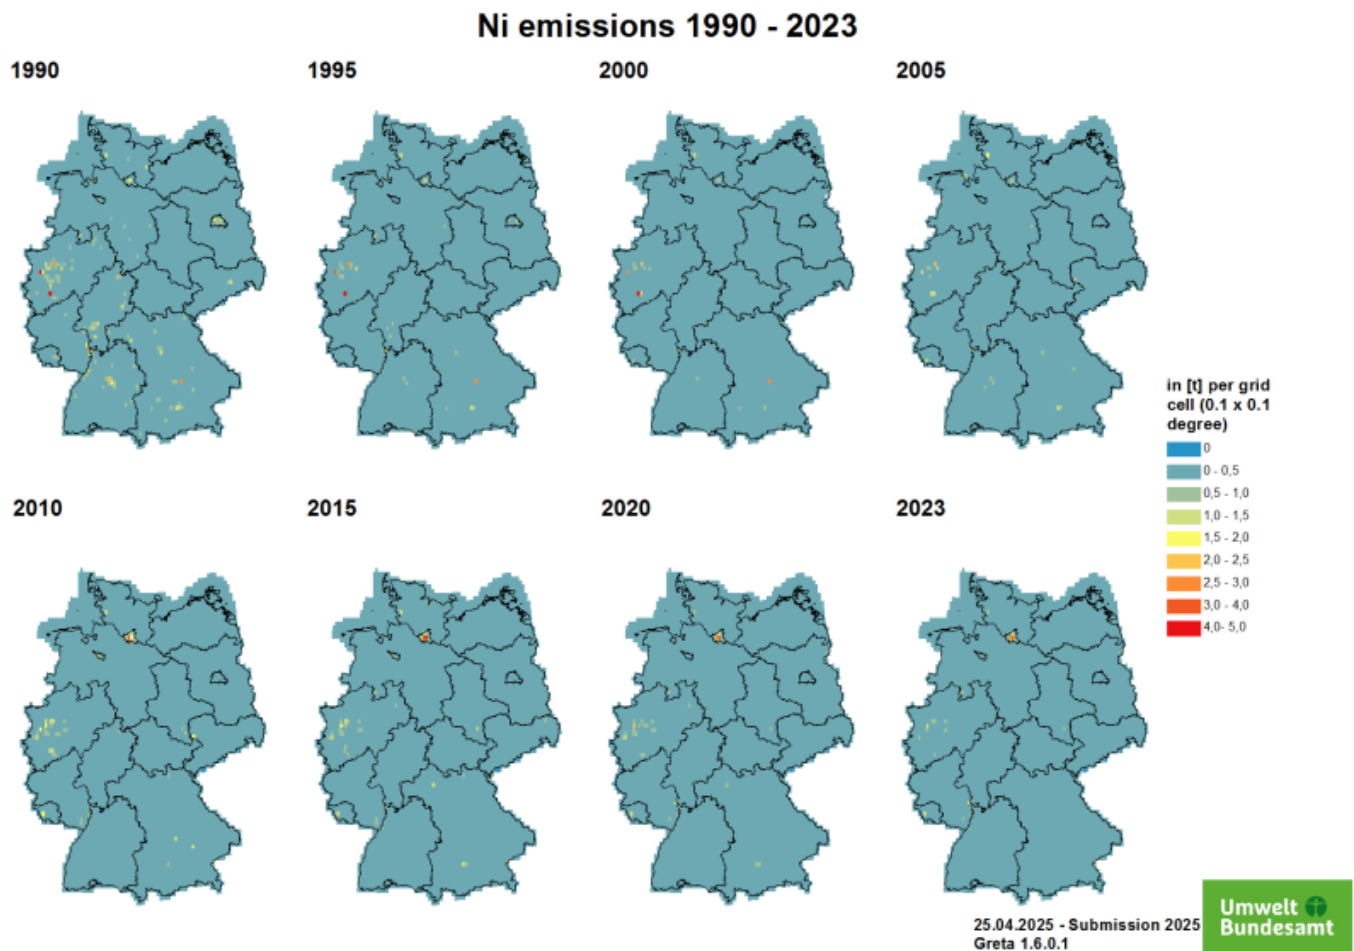 Ni emissions 1990 - 2023
1990
1995
2000
2005
2010
2015
2020
2023
in [t] per grid
cell (0.1 x 0.1
degree)
0
0 - 0,5
0,5 - 1,0
1,0 - 1,5
1,5 - 2,0
2,0 - 2,5
2,5 - 3,0
3,0 - 4,0
4,0- 5,0
25.04.2025 - Submission 2025
Greta 1.6.0.1
Umwelt
Bundesamt